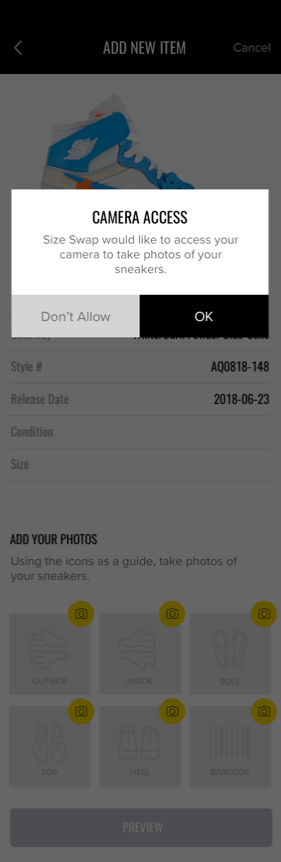 ADD NEW ITEM
Cancel
CAMERA ACCESS
Size Swap would like to access your
camera to take photos of your
sneakers.
Don't Allow
OK
Style #
AQ0818-148
Release Date
2018-06-23
Condition
Size
ADD YOUR PHOTOS
Using the icons as a guide, take photos of
your sneakers.
OUTSIDE
INSIDE
SOLE
TOP
HEEL
BARCODE
PREVIEW